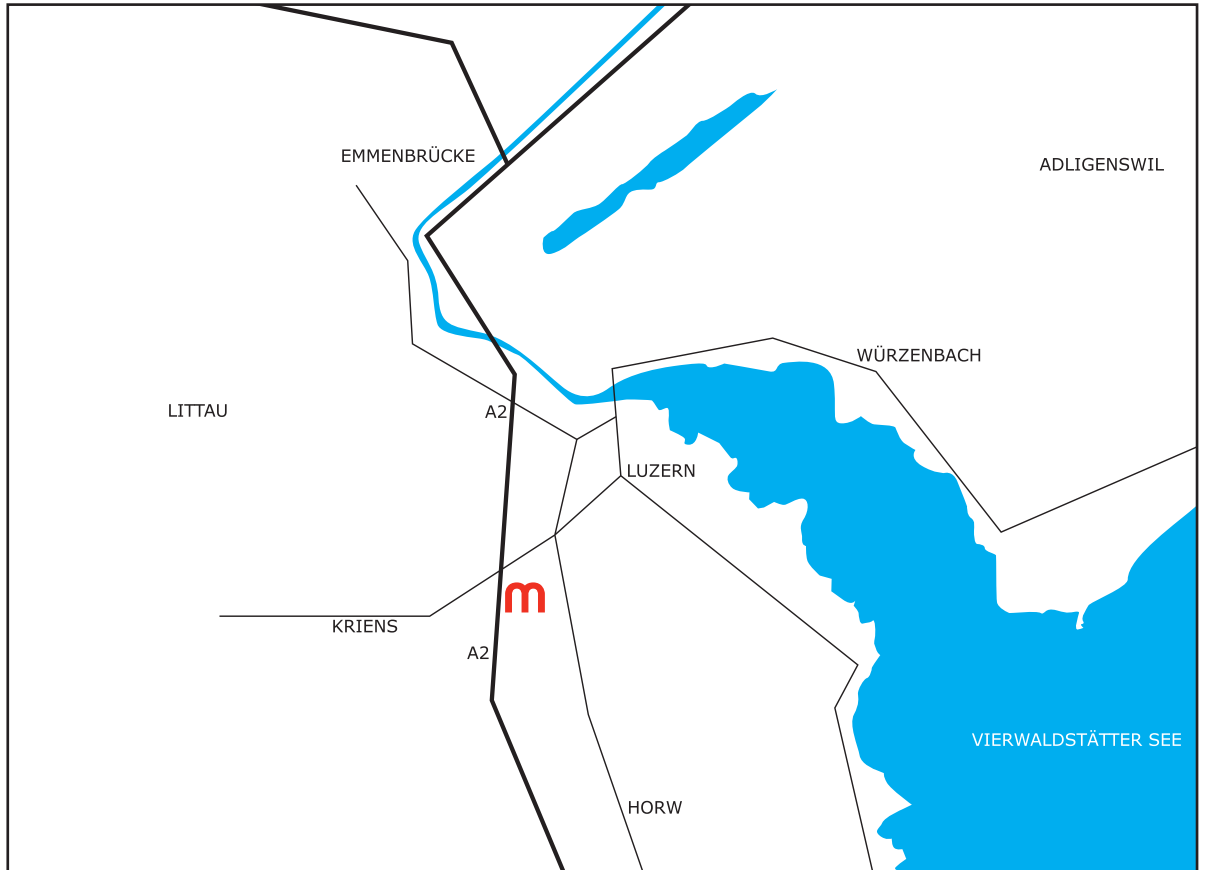 EMMENBRÜCKE
ADLIGENSWIL
WÜRZENBACH
LITTAU
A2
LUZERN
m
KRIENS
A2
VIERWALDSTÄTTER SEE
HORW